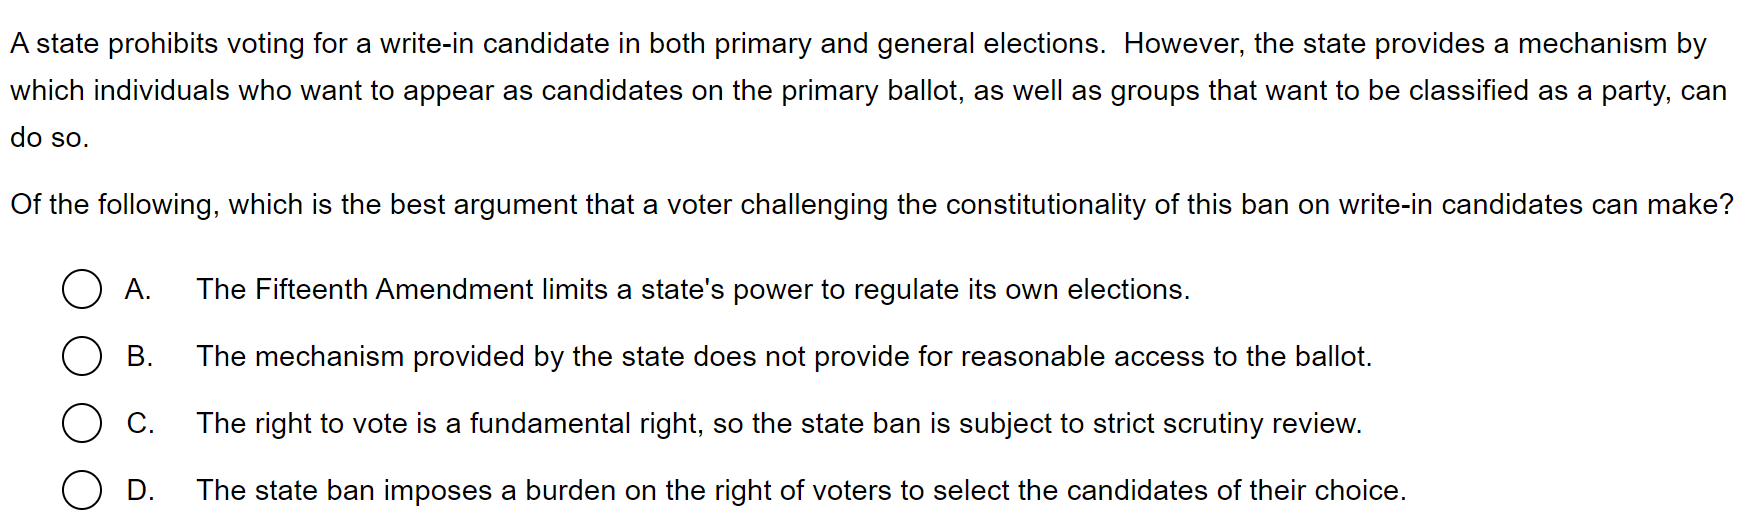 A state prohibits voting for a write-in candidate in both primary and general elections.  However, the state provides a mechanism by
which individuals who want to appear as candidates on the primary ballot, as well as groups that want to be classified as a party, can
do so.
Of the following, which is the best argument that a voter challenging the constitutionality of this ban on write-in candidates can make?
A. The Fifteenth Amendment limits a state's power to regulate its own elections.
B. The mechanism provided by the state does not provide for reasonable access to the ballot.
C. The right to vote is a fundamental right, so the state ban is subject to strict scrutiny review.
D. The state ban imposes a burden on the right of voters to select the candidates of their choice.